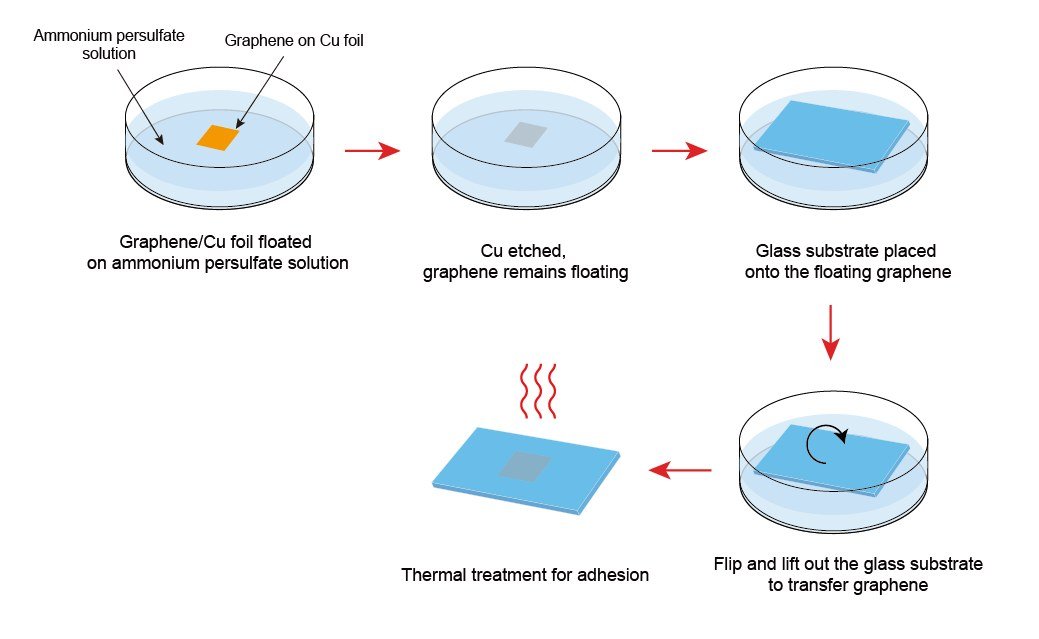 Ammonium persulfate
solution
Graphene on Cu foil
Graphene/Cu foil floated
on ammonium persulfate solution
Cu etched,
graphene remains floating
Glass substrate placed
onto the floating graphene
Thermal treatment for adhesion
Flip and lift out the glass substrate
to transfer graphene